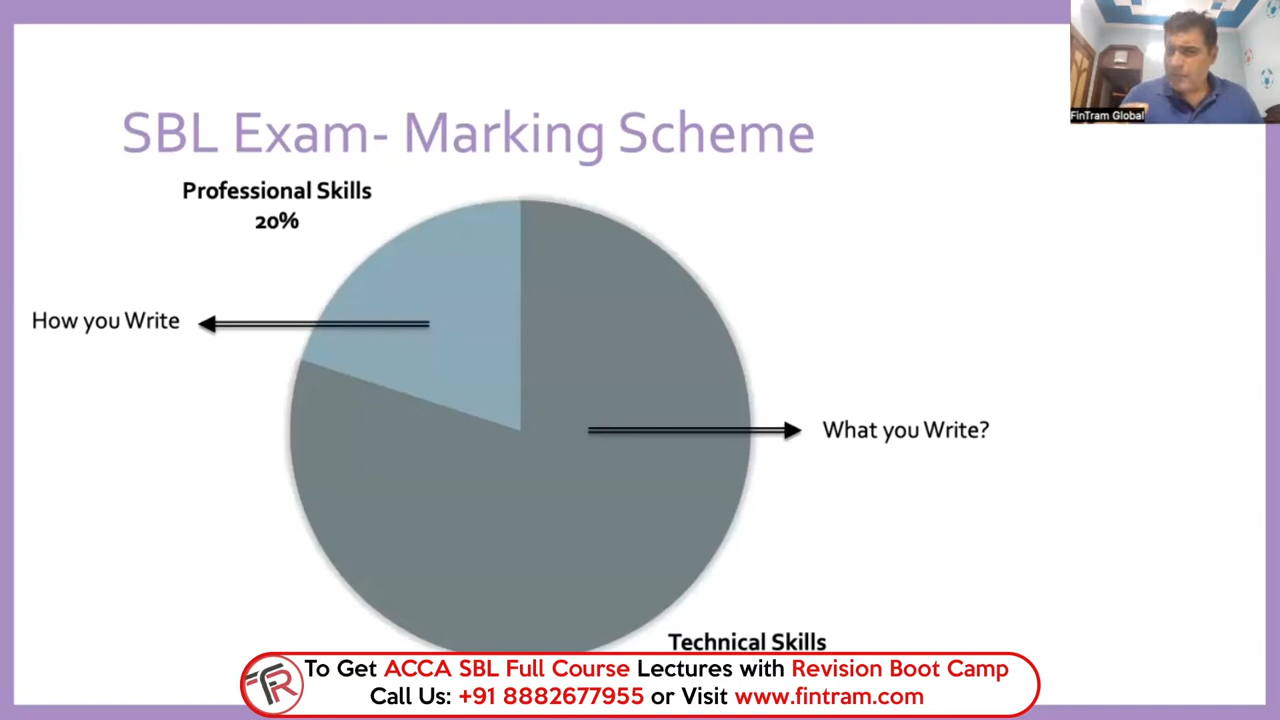 FinTram Global
SBL Exam- Marking Scheme
Professional Skills
20%
How you Write
What you Write?
Technical Skills
To Get ACCA SBL Full Course Lectures with Revision Boot Camp
Call Us: +91 8882677955 or Visit www.fintram.com